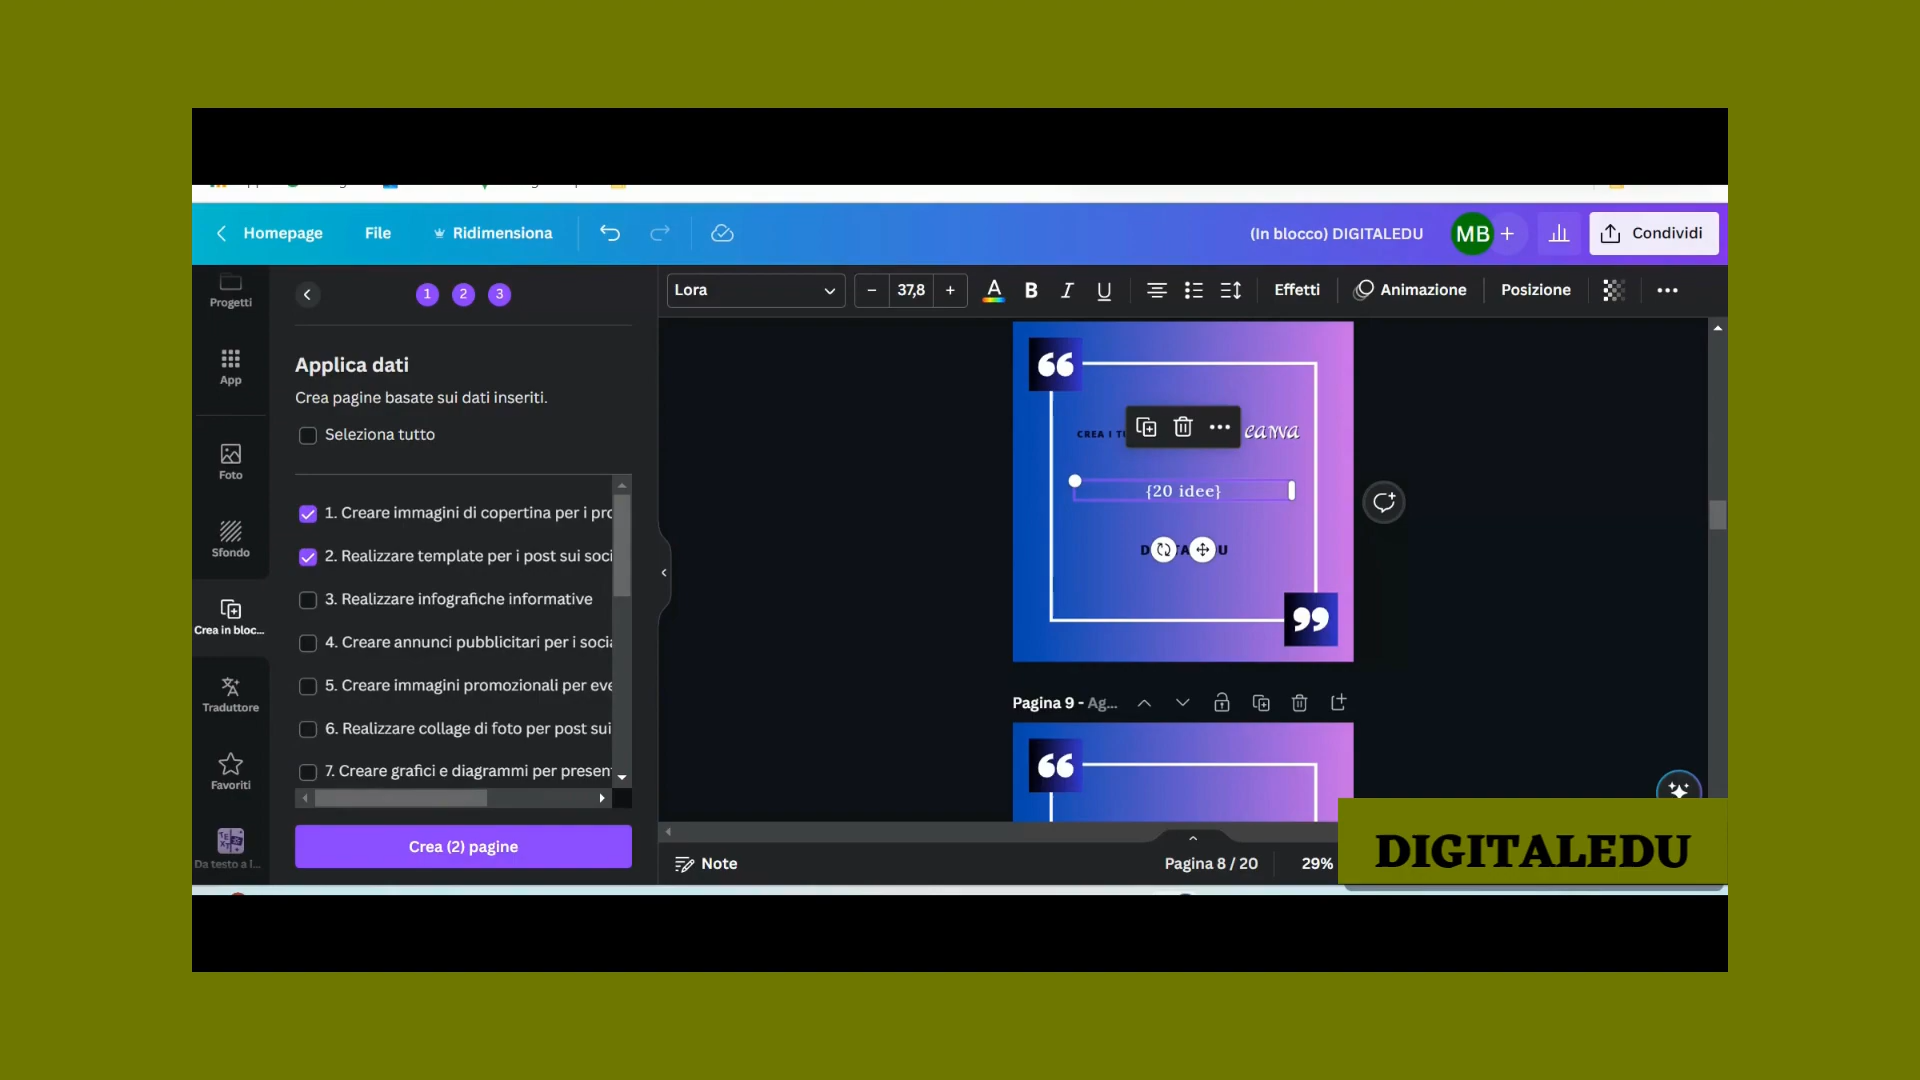 Homepage File Ridimensiona (In blocco) DIGITALEDU MB Condividi
Progetti
App
Foto
Sfondo
Crea in bloc...
Traduttore
Favoriti
Da testo a I...
1 2 3
Applica dati
Crea pagine basate sui dati inseriti.
Seleziona tutto
1. Creare immagini di copertina per i pro
2. Realizzare template per i post sui soci
3. Realizzare infografiche informative
4. Creare annunci pubblicitari per i socia
5. Creare immagini promozionali per eve
6. Realizzare collage di foto per post sui
7. Creare grafici e diagrammi per presen
Crea (2) pagine
Lora 37,8 A B I U Effetti Animazione Posizione
CREA I canva
{20 idee}
Pagina 9 - Ag...
Note Pagina 8 / 20 29%
DIGITALEDU